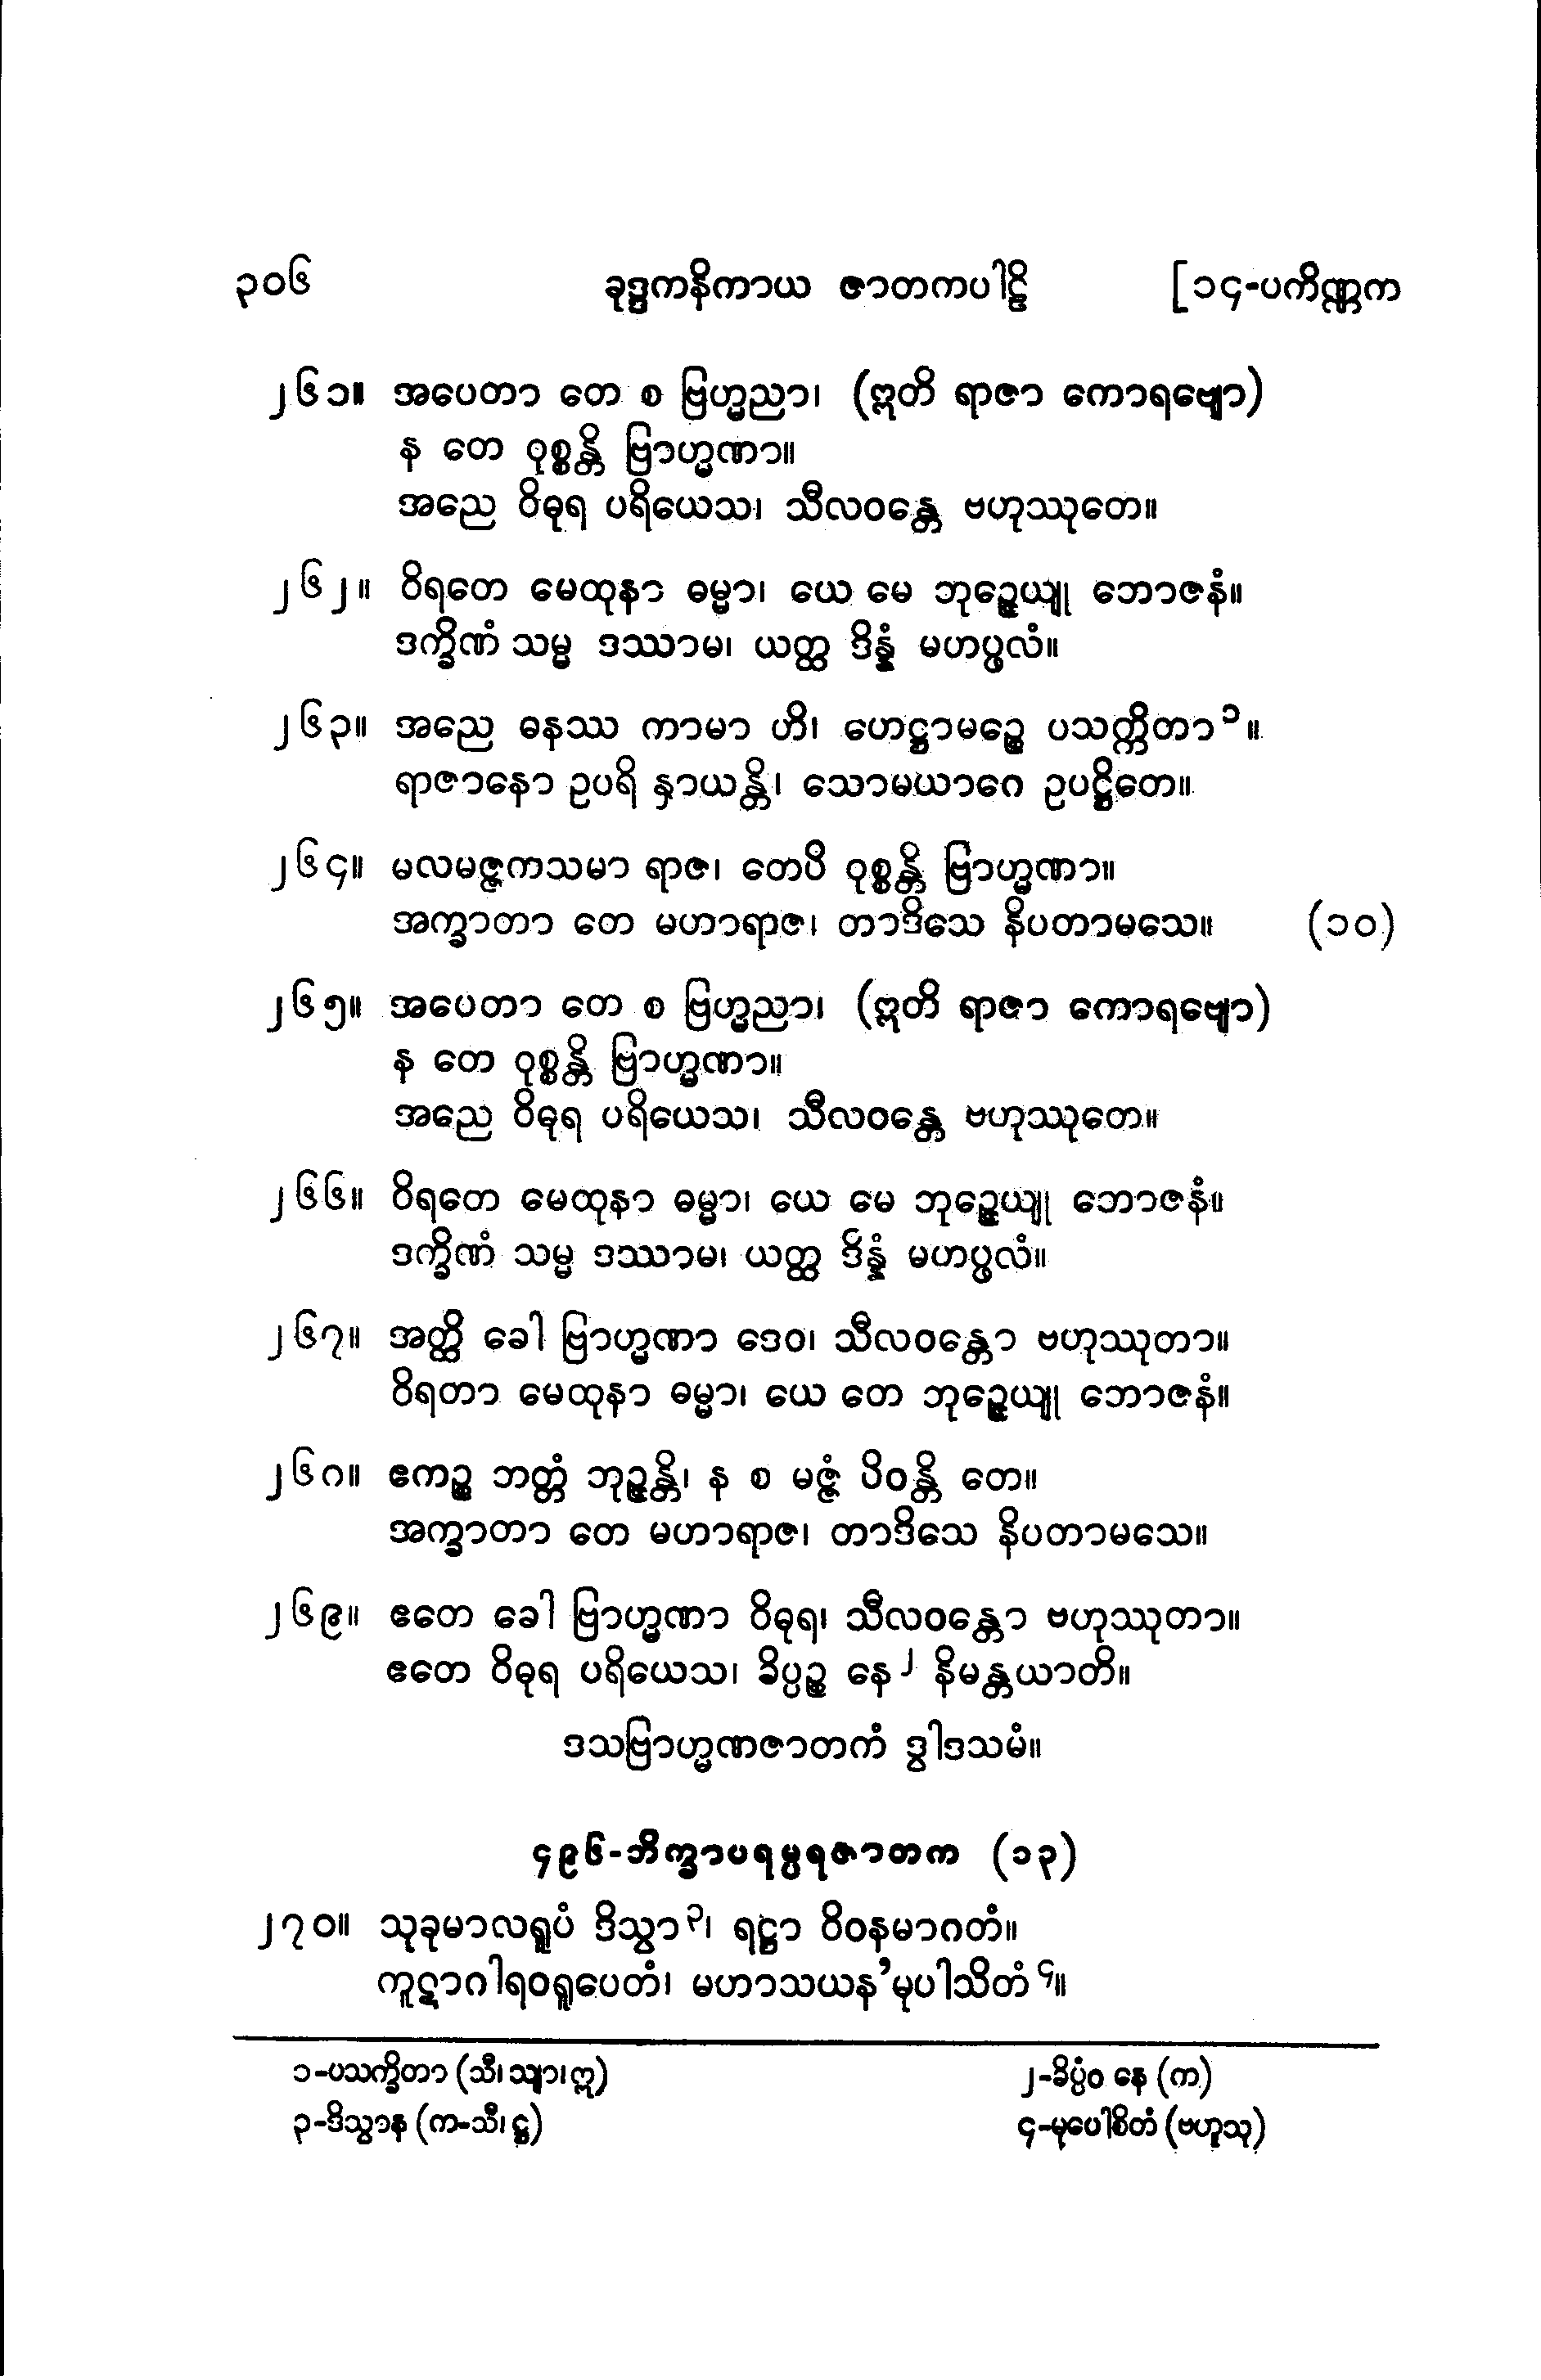 ၃၀၆ ခုဒ္ဒကနိကာယ ဇာတကပါဠိ [၁၄-ပကိဏ္ဏက
၂၆၁။ အပေတာ တေ စ ဗြဟ္မညာ၊ (ဣတိ ရာဇာ ကောရဗျော)
န တေ ဝုစ္စန္တိ ဗြာဟ္မဏာ။
အညေ ဝိဓုရ ပရိယေသ၊ သီလဝန္တေ ဗဟုဿုတေ။
၂၆၂။ ဝိရတေ မေထုနာ ဓမ္မာ၊ ယေ မေ ဘုဉ္ဇေယျု ဘောဇနံ။
ဒက္ခိဏံ သမ္မ ဒဿာမ၊ ယတ္ထ ဒိန္နံ မဟပ္ဖလံ။
၂၆၃။ အညေ ဓနဿ ကာမာ ဟိ၊ ဟေဋ္ဌာမဉ္စေ ပသက္ကိတာ ၁။
ရာဇာနော ဥပရိ နှာယန္တိ၊ သောမယာဂေ ဥပဋ္ဌိတေ။
၂၆၄။ မလမဇ္ဇကသမာ ရာဇ၊ တေပိ ဝုစ္စန္တိ ဗြာဟ္မဏာ။
အက္ခာတာ တေ မဟာရာဇ၊ တာဒိသေ နိပတာမသေ။ (၁၀)
၂၆၅။ အပေတာ တေ စ ဗြဟ္မညာ၊ (ဣတိ ရာဇာ ကောရဗျော)
န တေ ဝုစ္စန္တိ ဗြာဟ္မဏာ။
အညေ ဝိဓုရ ပရိယေသ၊ သီလဝန္တေ ဗဟုဿုတေ။
၂၆၆။ ဝိရတေ မေထုနာ ဓမ္မာ၊ ယေ မေ ဘုဉ္ဇေယျု ဘောဇနံ။
ဒက္ခိဏံ သမ္မ ဒဿာမ၊ ယတ္ထ ဒိန္နံ မဟပ္ဖလံ။
၂၆၇။ အတ္ထိ ခေါ ဗြာဟ္မဏာ ဒေဝ၊ သီလဝန္တော ဗဟုဿုတာ။
ဝိရတာ မေထုနာ ဓမ္မာ၊ ယေ တေ ဘုဉ္ဇေယျု ဘောဇနံ။
၂၆၈။ ဧကဉ္စ ဘတ္တံ ဘုဉ္ဇန္တိ၊ န စ မဇ္ဇံ ပိဝန္တိ တေ။
အက္ခာတာ တေ မဟာရာဇ၊ တာဒိသေ နိပတာမသေ။
၂၆၉။ ဧတေ ခေါ ဗြာဟ္မဏာ ဝိဓုရ၊ သီလဝန္တော ဗဟုဿုတာ။
ဧတေ ဝိဓုရ ပရိယေသ၊ ခိပ္ပဉ္စ နေ ၂ နိမန္တယာတိ။
ဒသဗြာဟ္မဏဇာတကံ ဒွါဒသမံ။
၄၉၆-ဘိက္ခာပရမ္ပရဇာတက (၁၃)
၂၇၀။ သုခုမာလရူပံ ဒိသွာ ၃၊ ရဋ္ဌာ ဝိဝနမာဂတံ။
ကူဋာဂါရဝရူပေတံ၊ မဟာသယန’မုပါသိတံ ၄။
၁-ပသက္ခိတာ (သီ၊ သျာ၊ ဣ) ၂-ခိပ္ပံဝ နေ (က)
၃-ဒိသွာန (က-သီ၊ ဋ္ဌ) ၄-မုပေါစိတံ (ဗဟူသု)